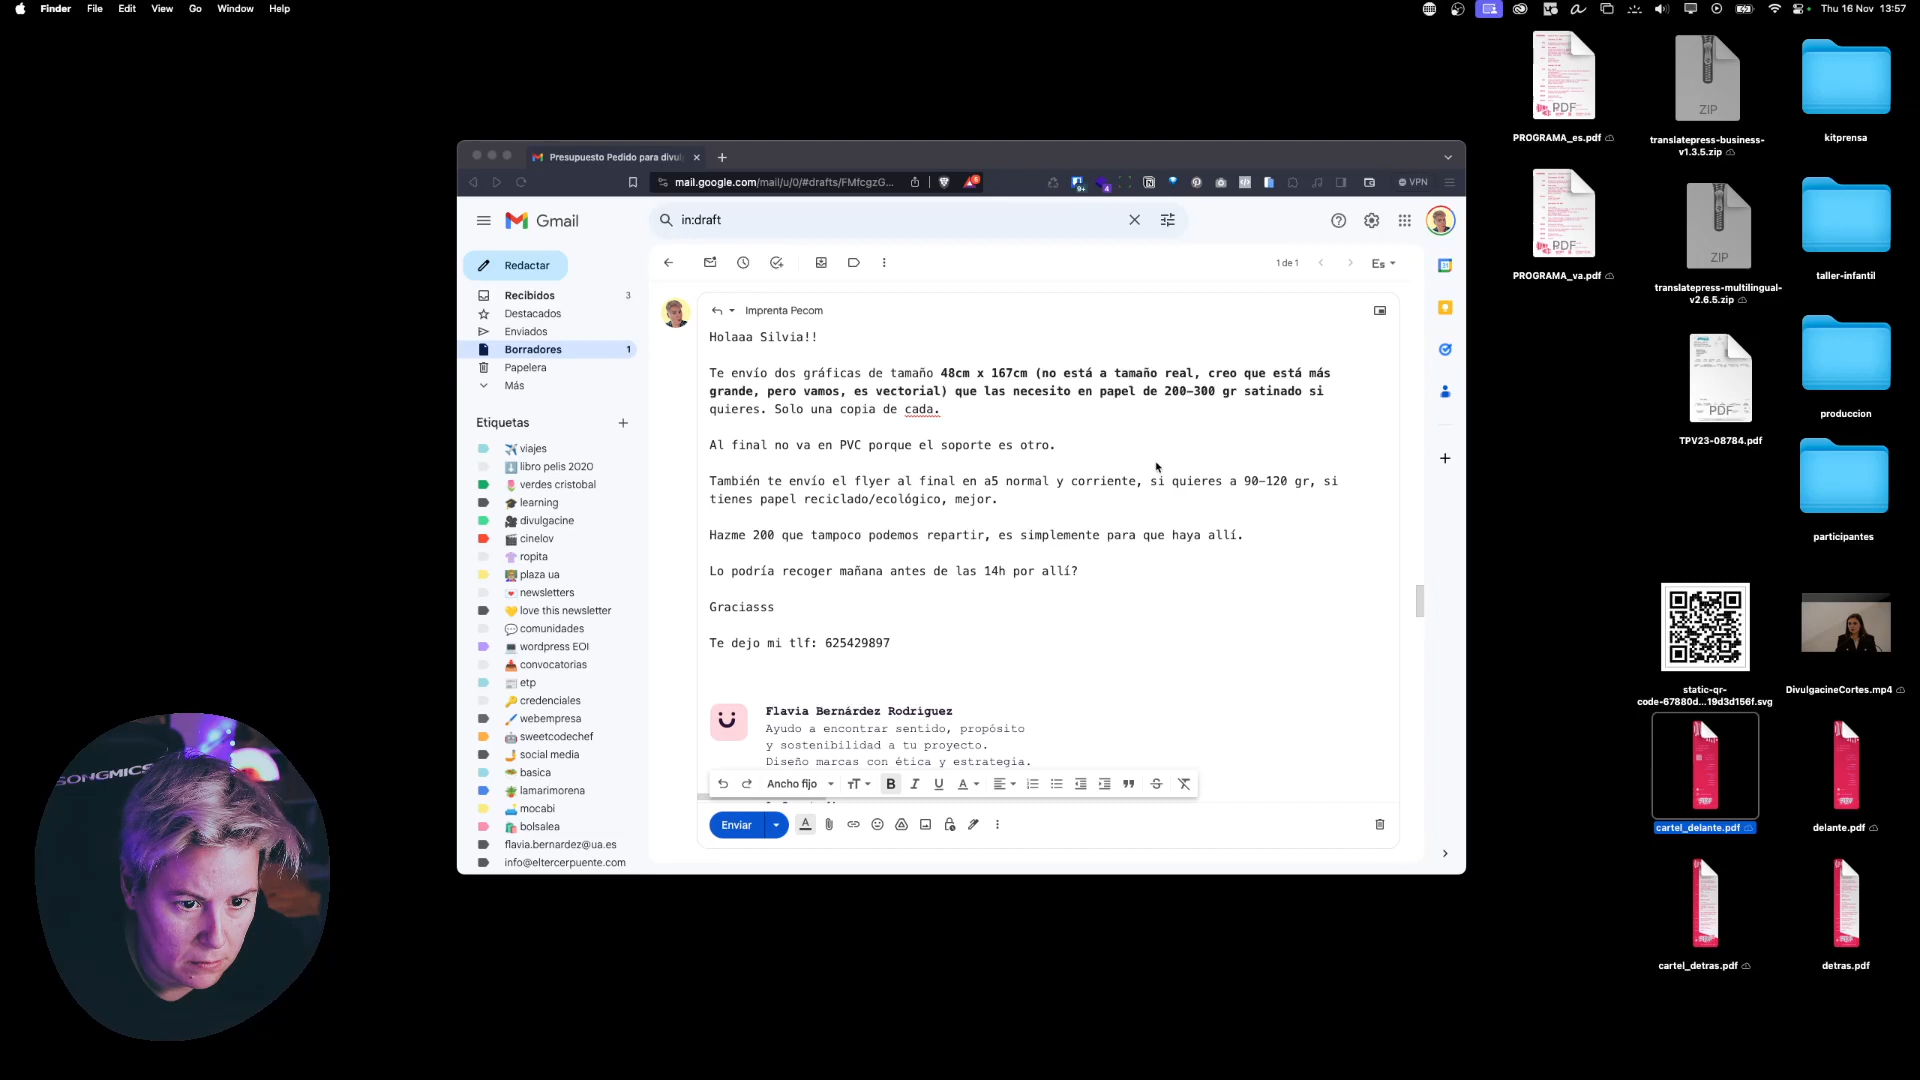 Finder File Edit View Go Window Help
Thu 16 Nov 13:57
Presupuesto Pedido para divul
mail.google.com/mail/u/0/#drafts/FMfcgzG...
9+
4
VPN
Gmail
in:draft
Redactar
1 de 1
Es
Recibidos 3
Destacados
Enviados
Borradores 1
Papelera
Más
Etiquetas
viajes
libro pelis 2020
verdes cristobal
learning
divulgacine
cinelov
ropita
plaza ua
newsletters
love this newsletter
comunidades
wordpress EOI
convocatorias
etp
credenciales
webempresa
sweetcodechef
social media
basica
lamarimorena
mocabi
bolsalea
flavia.bernardez@ua.es
info@eltercerpuente.com
Imprenta Pecom
Holaaa Silvia!!
Te envío dos gráficas de tamaño 48cm x 167cm (no está a tamaño real, creo que está más
grande, pero vamos, es vectorial) que las necesito en papel de 200-300 gr satinado si
quieres. Solo una copia de cada.
Al final no va en PVC porque el soporte es otro.
También te envío el flyer al final en a5 normal y corriente, si quieres a 90-120 gr, si
tienes papel reciclado/ecológico, mejor.
Hazme 200 que tampoco podemos repartir, es simplemente para que haya allí.
Lo podría recoger mañana antes de las 14h por allí?
Graciasss
Te dejo mi tlf: 625429897
Flavia Bernárdez Rodríguez
Ayudo a encontrar sentido, propósito
y sostenibilidad a tu proyecto.
Diseño marcas con ética y estrategia.
Ancho fijo
Enviar
PDF
PROGRAMA_es.pdf
ZIP
translatepress-business-
v1.3.5.zip
kitprensa
PDF
PROGRAMA_va.pdf
ZIP
translatepress-multilingual-
v2.6.5.zip
taller-infantil
PDF
TPV23-08784.pdf
produccion
participantes
static-qr-
code-67880d...19d3d156f.svg
DivulgacineCortes.mp4
cartel_delante.pdf
delante.pdf
cartel_detras.pdf
detras.pdf
SONGMICS